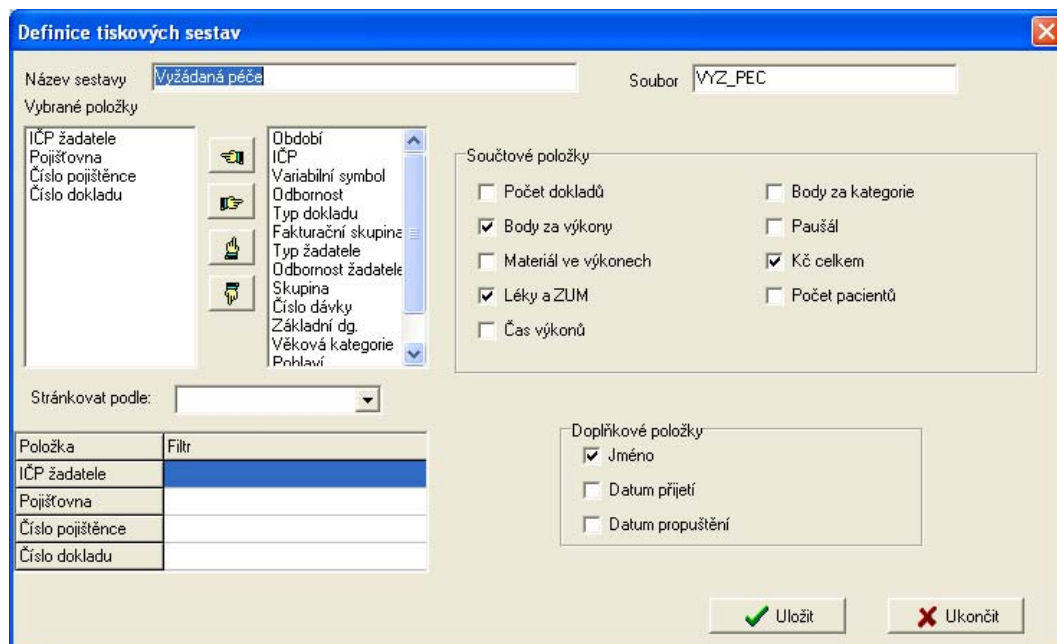 Definice tiskových sestav
Název sestavy Vyžádaná péče Soubor VYZ_PEC
Vybrané položky
IČP žadatele
Pojišťovna
Číslo pojištěnce
Číslo dokladu
Období
IČP
Variabilní symbol
Odbornost
Typ dokladu
Fakturační skupina
Typ žadatele
Odbornost žadatele
Skupina
Číslo dávky
Základní dg.
Věková kategorie
Pohlaví
Součtové položky
Počet dokladů Body za kategorie
Body za výkony Paušál
Materiál ve výkonech Kč celkem
Léky a ZUM Počet pacientů
Čas výkonů
Stránkovat podle:
Položka Filtr
IČP žadatele
Pojišťovna
Číslo pojištěnce
Číslo dokladu
Doplňkové položky
Jméno
Datum přijetí
Datum propuštění
Uložit Ukončit